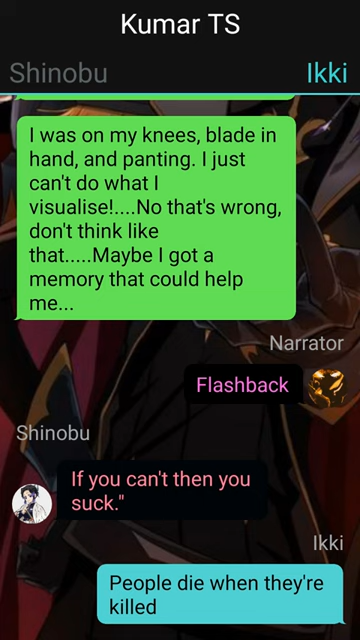 Kumar TS
Shinobu
Ikki
I was on my knees, blade in
hand, and panting. I just
can't do what I
visualise!....No that's wrong,
don't think like
that.....Maybe I got a
memory that could help
me...
Narrator
Flashback
Shinobu
If you can't then you
suck."
Ikki
People die when they're
killed